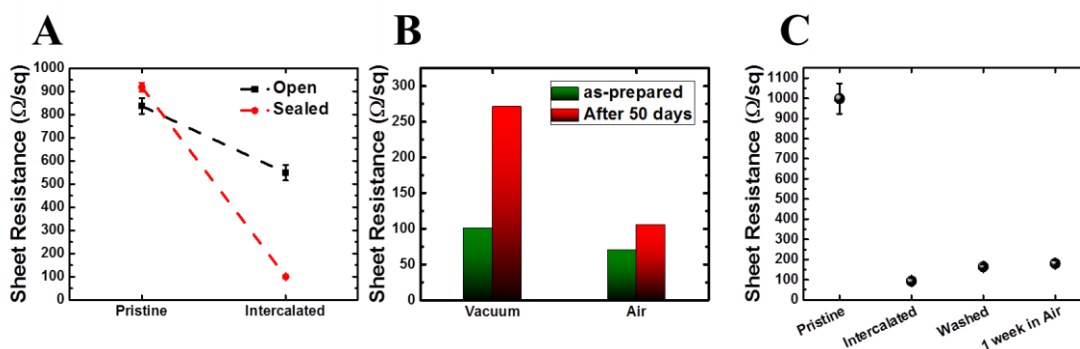 A
Sheet Resistance (Ω/sq)
1000
900
800
700
600
500
400
300
200
100
0
Open
Sealed
Pristine
Intercalated
B
Sheet Resistance (Ω/sq)
300
250
200
150
100
50
0
as-prepared
After 50 days
Vacuum
Air
C
Sheet Resistance (Ω/sq)
1100
1000
900
800
700
600
500
400
300
200
100
0
Pristine
Intercalated
Washed
1 week in Air